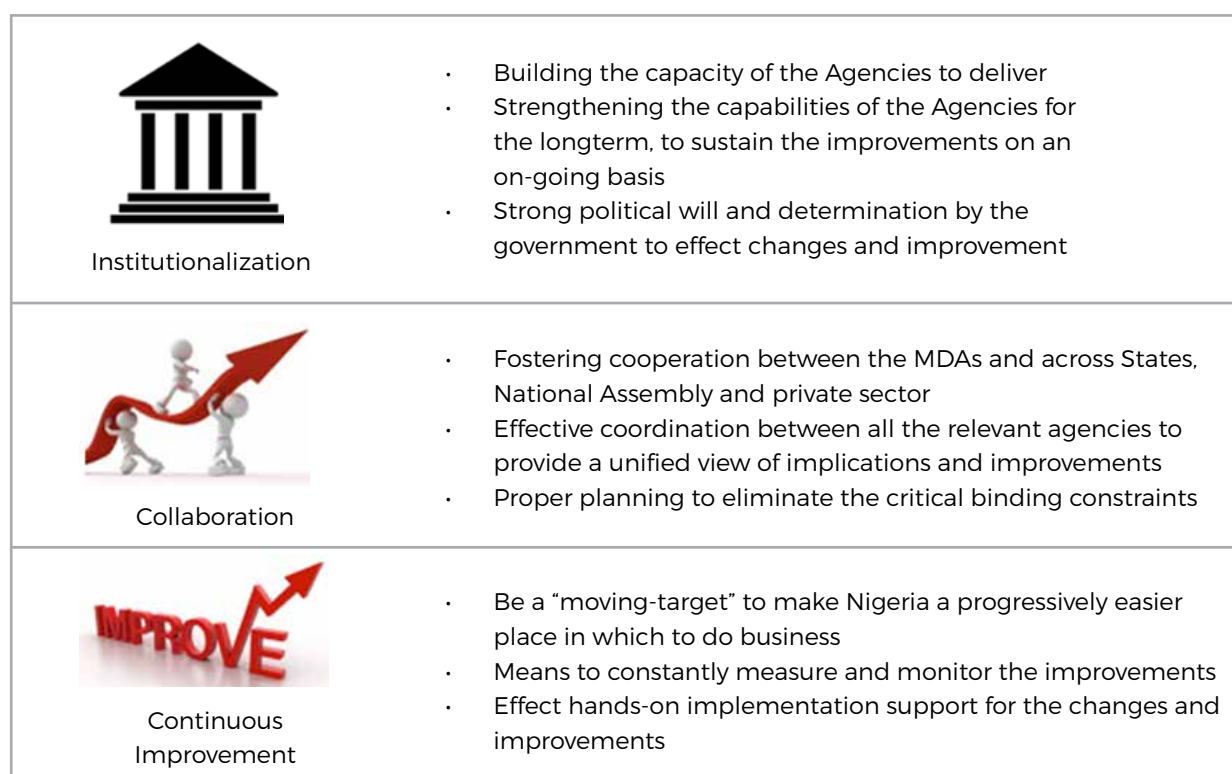 Institutionalization
• Building the capacity of the Agencies to deliver
• Strengthening the capabilities of the Agencies for
the longterm, to sustain the improvements on an
on-going basis
• Strong political will and determination by the
government to effect changes and improvement
Collaboration
• Fostering cooperation between the MDAs and across States,
National Assembly and private sector
• Effective coordination between all the relevant agencies to
provide a unified view of implications and improvements
• Proper planning to eliminate the critical binding constraints
IMPROVE
Continuous
Improvement
• Be a “moving-target” to make Nigeria a progressively easier
place in which to do business
• Means to constantly measure and monitor the improvements
• Effect hands-on implementation support for the changes and
improvements